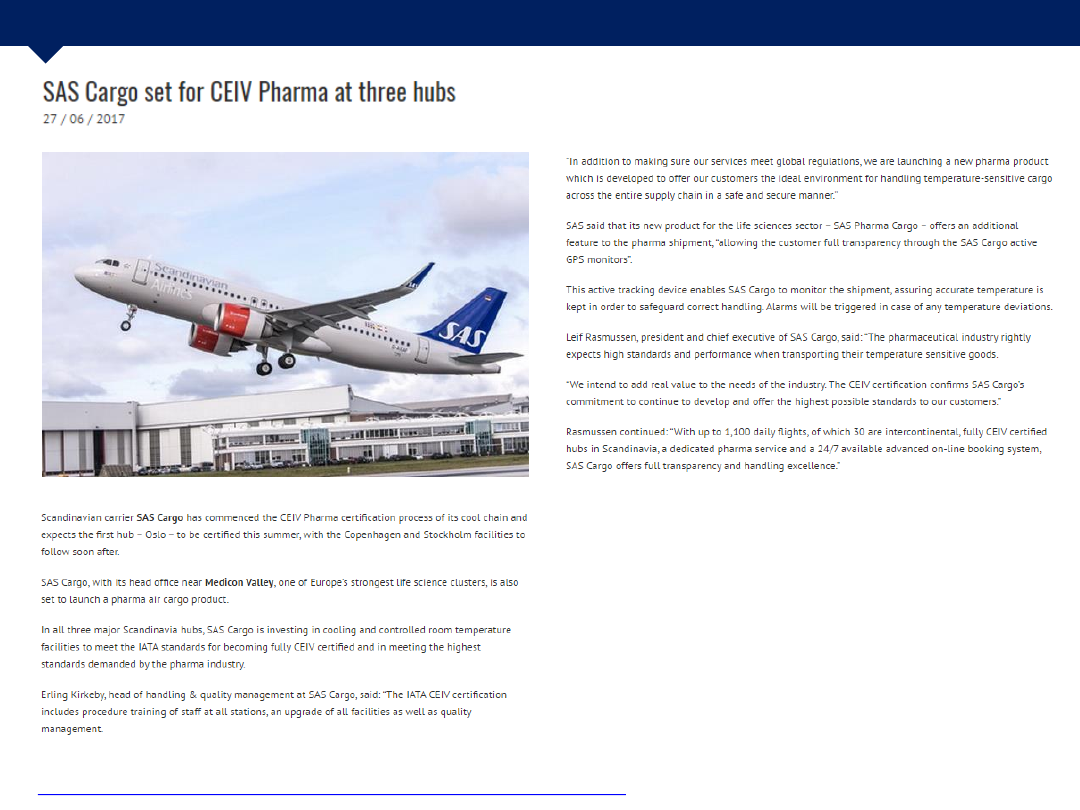 SAS Cargo set for CEIV Pharma at three hubs
27 / 06 / 2017
Scandinavian
Airlines
SAS
Scandinavian carrier SAS Cargo has commenced the CEIV Pharma certification process of its cool chain and
expects the first hub – Oslo – to be certified this summer, with the Copenhagen and Stockholm facilities to
follow soon after.
SAS Cargo, with its head office near Medicon Valley, one of Europe's strongest life science clusters, is also
set to launch a pharma air cargo product.
In all three major Scandinavia hubs, SAS Cargo is investing in cooling and controlled room temperature
facilities to meet the IATA standards for becoming fully CEIV certified and in meeting the highest
standards demanded by the pharma industry.
Erling Kirkeby, head of handling & quality management at SAS Cargo, said: "The IATA CEIV certification
includes procedure training of staff at all stations, an upgrade of all facilities as well as quality
management.
"In addition to making sure our services meet global regulations, we are launching a new pharma product
which is developed to offer our customers the ideal environment for handling temperature-sensitive cargo
across the entire supply chain in a safe and secure manner."
SAS said that its new product for the life sciences sector – SAS Pharma Cargo – offers an additional
feature to the pharma shipment, "allowing the customer full transparency through the SAS Cargo active
GPS monitors".
This active tracking device enables SAS Cargo to monitor the shipment, assuring accurate temperature is
kept in order to safeguard correct handling. Alarms will be triggered in case of any temperature deviations.
Leif Rasmussen, president and chief executive of SAS Cargo, said: "The pharmaceutical industry rightly
expects high standards and performance when transporting their temperature sensitive goods.
"We intend to add real value to the needs of the industry. The CEIV certification confirms SAS Cargo's
commitment to continue to develop and offer the highest possible standards to our customers."
Rasmussen continued: "With up to 1,100 daily flights, of which 30 are intercontinental, fully CEIV certified
hubs in Scandinavia, a dedicated pharma service and a 24/7 available advanced on-line booking system,
SAS Cargo offers full transparency and handling excellence."